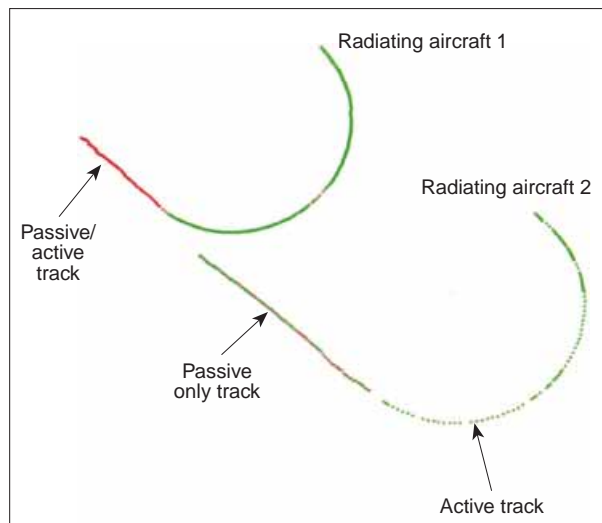 Radiating aircraft 1
Radiating aircraft 2
Passive/
active
track
Passive
only track
Active track